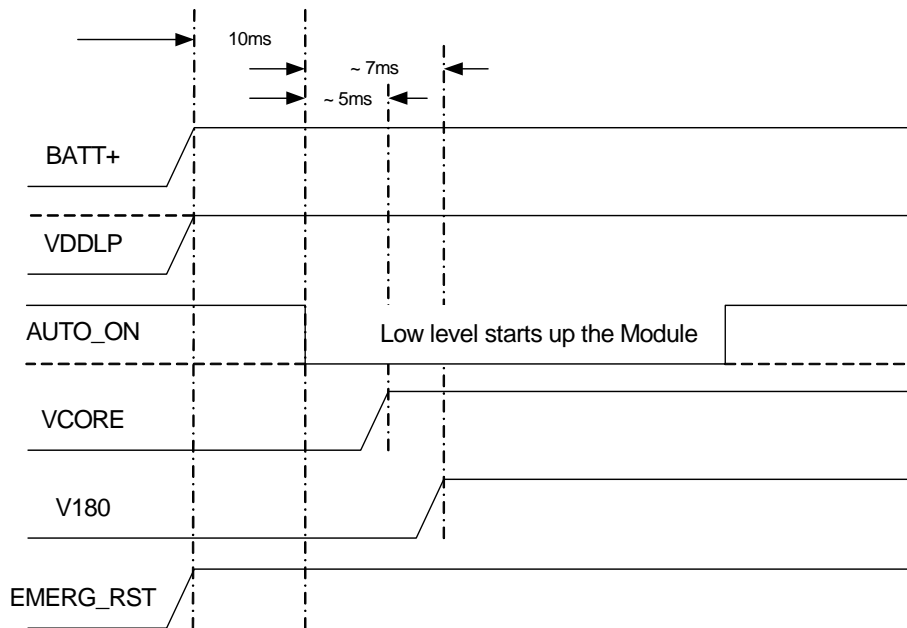 10ms
~ 7ms
~ 5ms
BATT+
VDDLP
AUTO_ON
Low level starts up the Module
VCORE
V180
EMERG_RST